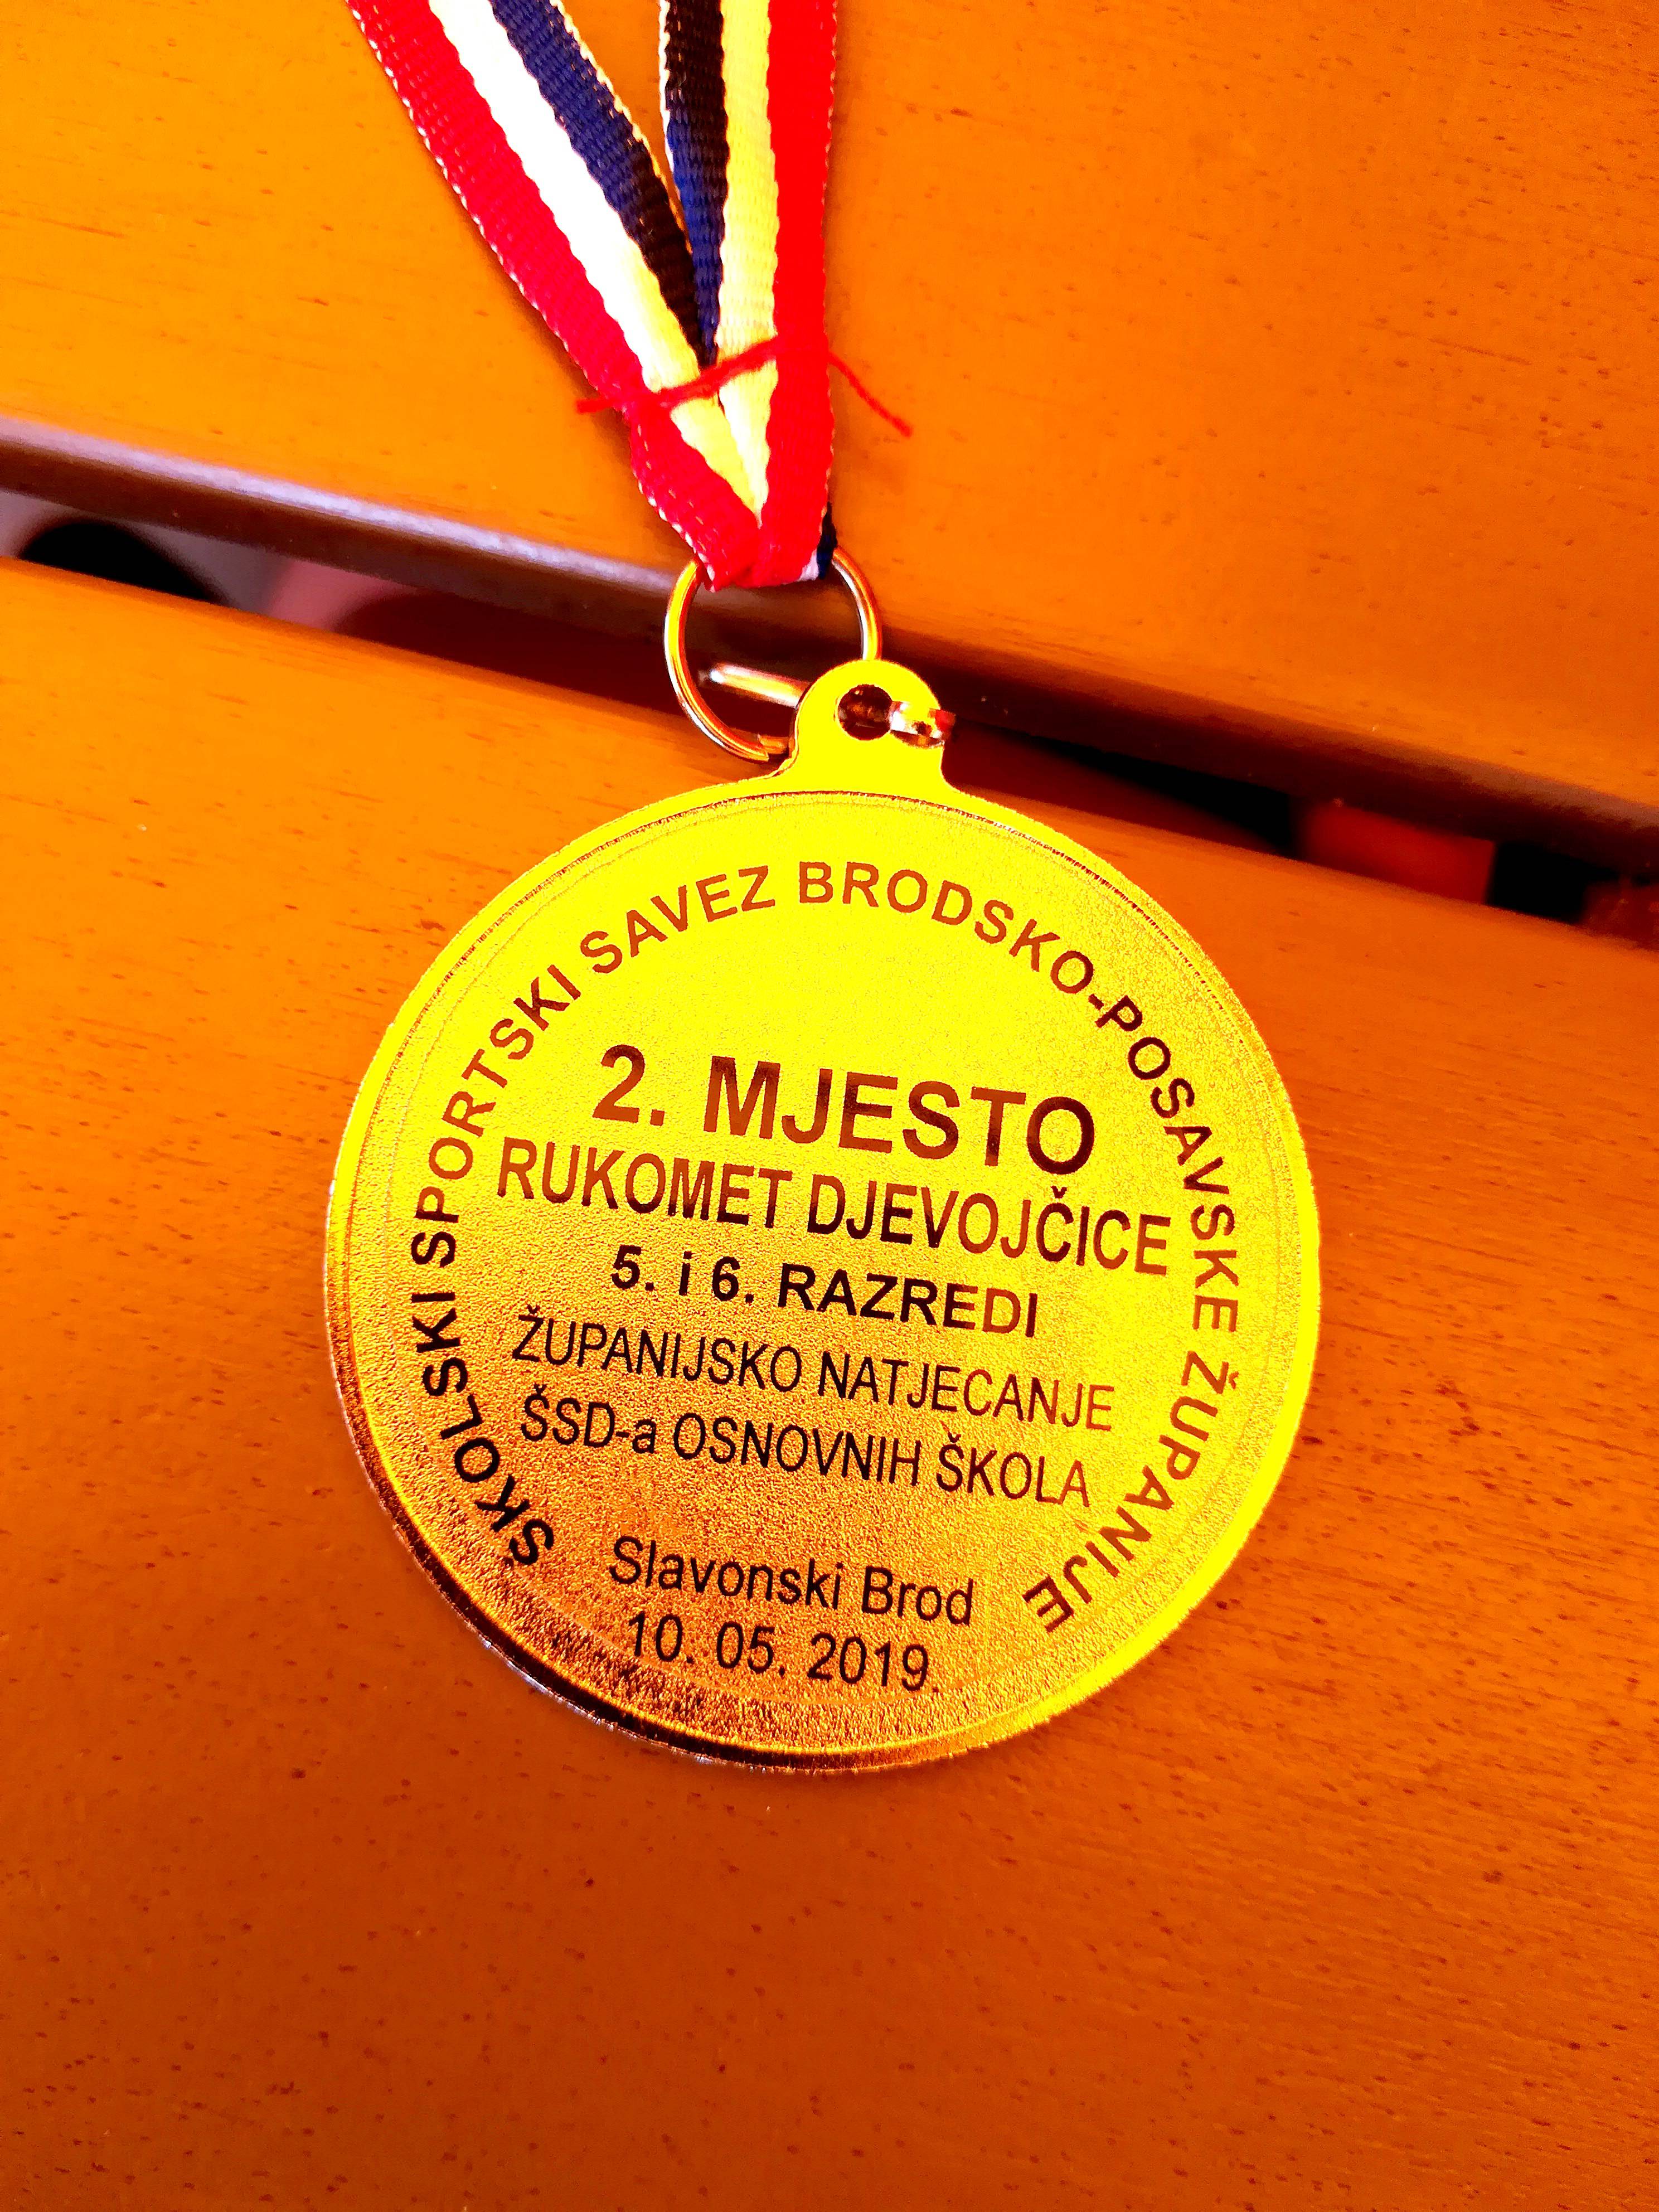 ŠKOLSKI SPORTSKI SAVEZ BRODSKO-POSAVSKE ŽUPANIJE
2. MJESTO
RUKOMET DJEVOJČICE
5. i 6. RAZREDI
ŽUPANIJSKO NATJECANJE
ŠSD-a OSNOVNIH ŠKOLA
Slavonski Brod
10. 05. 2019.